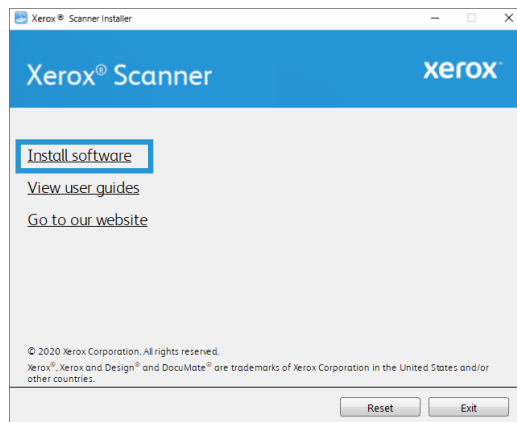 Xerox ® Scanner Installer
Xerox® Scanner
xerox™
Install software
View user guides
Go to our website
© 2020 Xerox Corporation. All rights reserved.
Xerox®, Xerox and Design® and DocuMate® are trademarks of Xerox Corporation in the United States and/or
other countries.
Reset
Exit